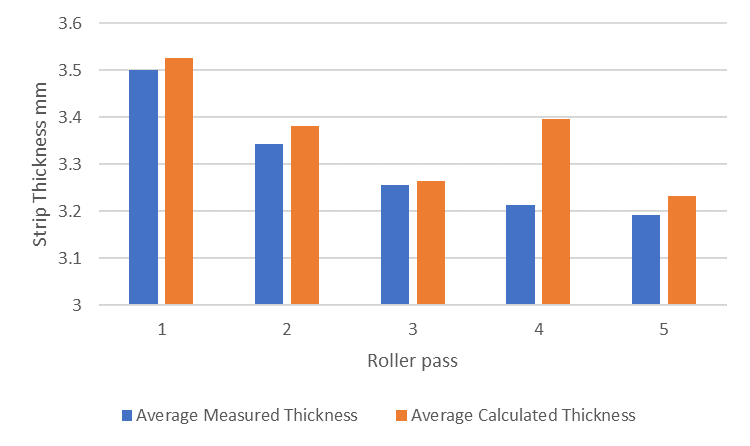 3.6
3.5
3.4
3.3
3.2
3.1
3
Strip Thickness mm
1 2 3 4 5
Roller pass
Average Measured Thickness Average Calculated Thickness